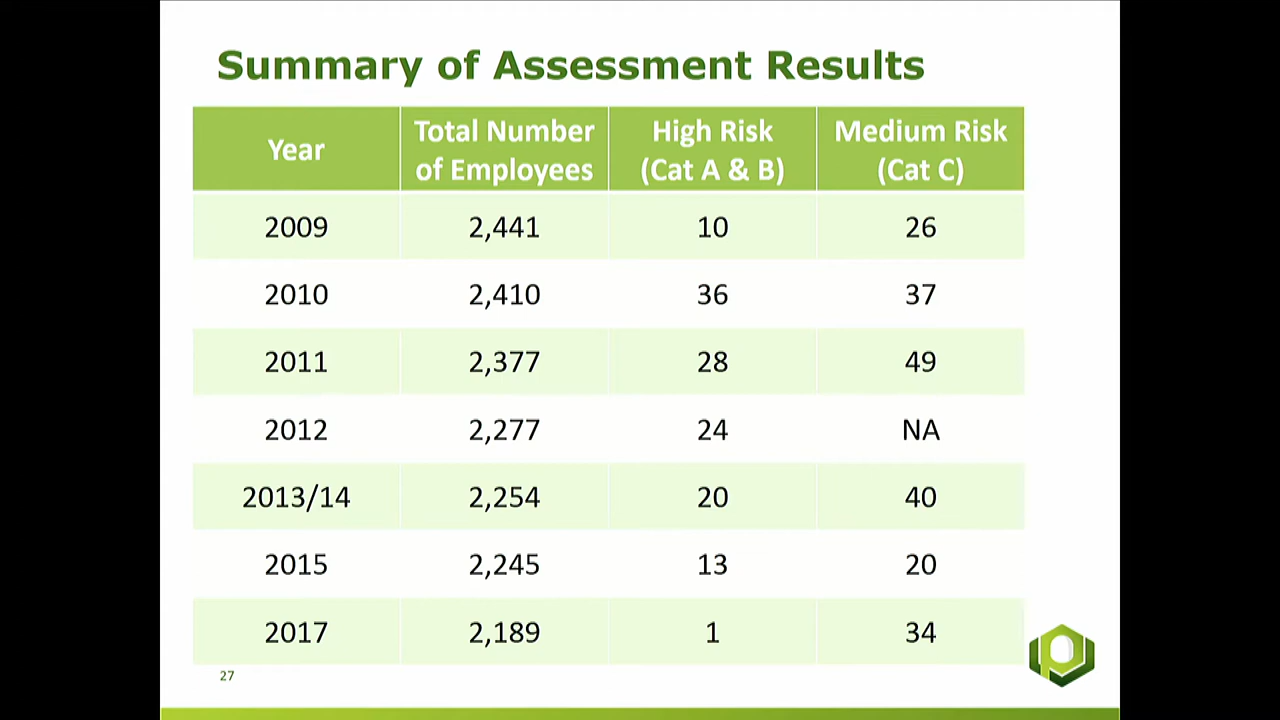 Summary of Assessment Results
Year
Total Number
of Employees
High Risk
(Cat A & B)
Medium Risk
(Cat C)
2009 2,441 10 26
2010 2,410 36 37
2011 2,377 28 49
2012 2,277 24 NA
2013/14 2,254 20 40
2015 2,245 13 20
2017 2,189 1 34
27